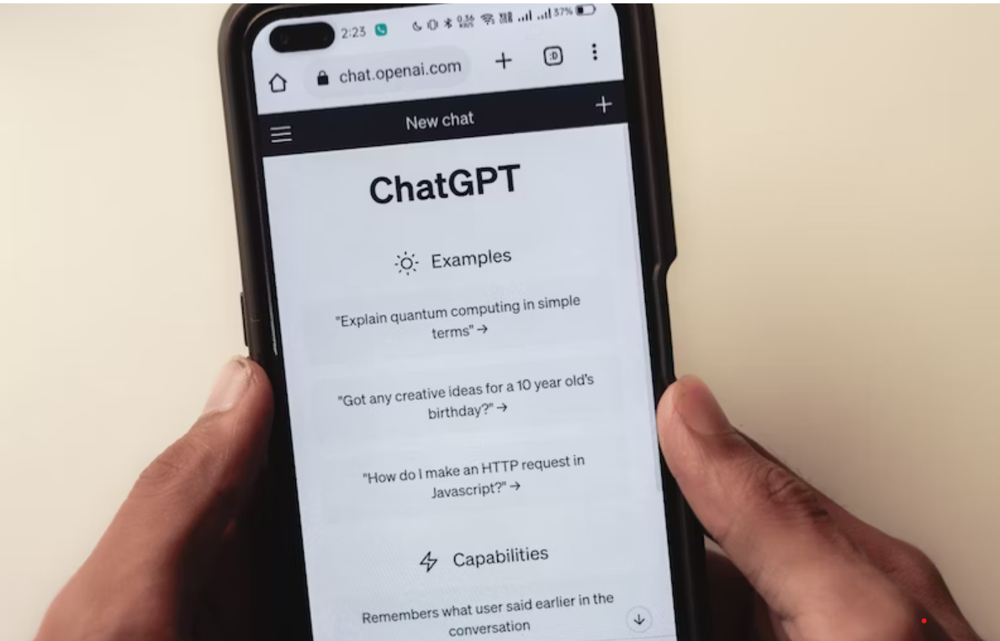 2:23
37%
chat.openai.com
:D
New chat
ChatGPT
Examples
"Explain quantum computing in simple
terms" →
"Got any creative ideas for a 10 year old's
birthday?" →
"How do I make an HTTP request in
Javascript?" →
Capabilities
Remembers what user said earlier in the
conversation